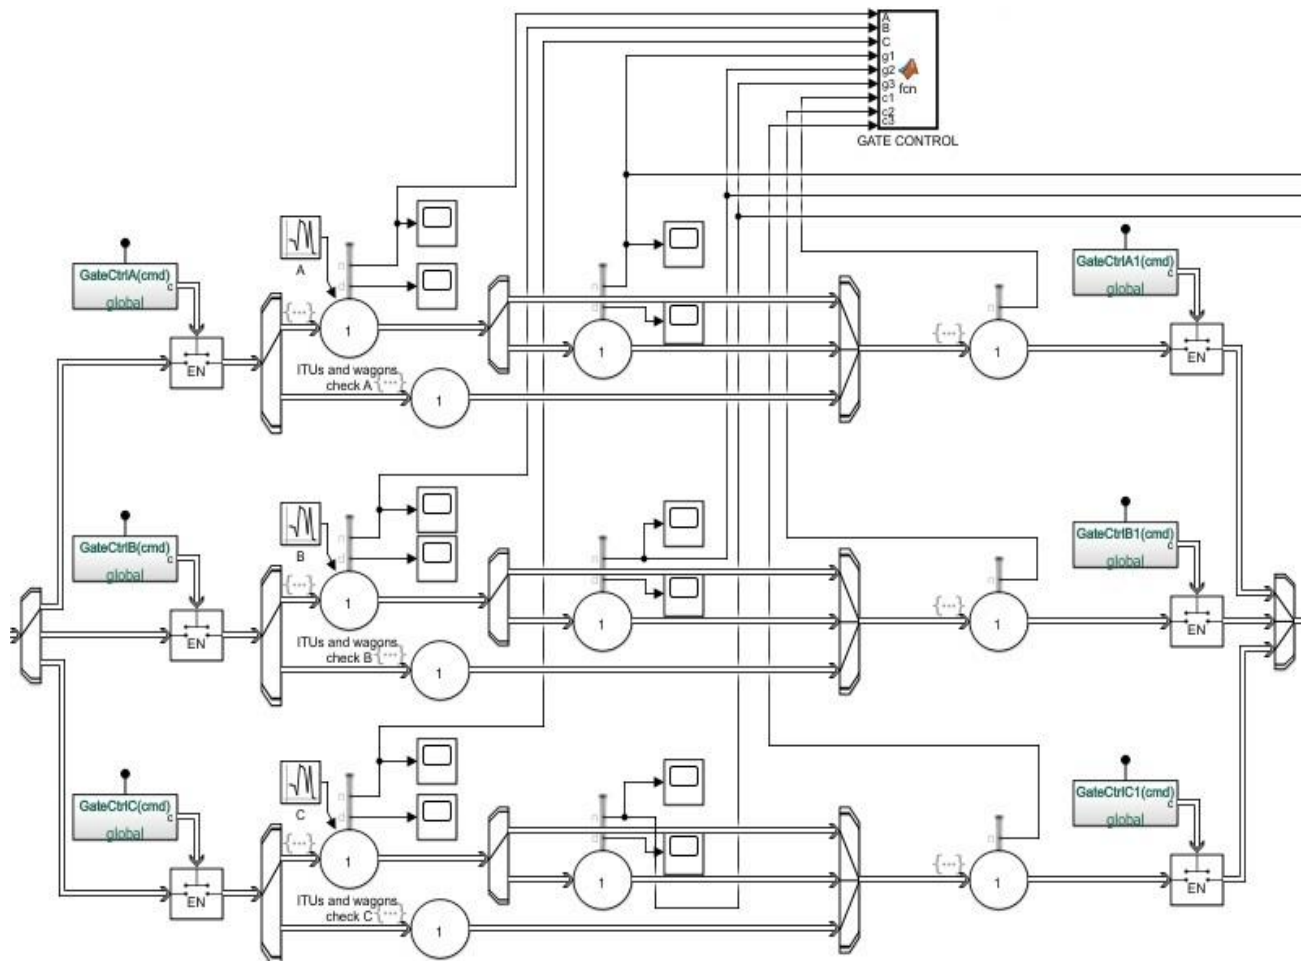 A
B
C
g1
g2
g3
c1
c2
c3
fcn
GATE CONTROL
A
n
d
GateCtrlA(cmd)
c
global
EN
{...}
1
ITUs and wagons
check A
{...}
1
n
d
1
{...}
n
1
GateCtrlA1(cmd)
c
global
EN
B
n
d
GateCtrlB(cmd)
c
global
EN
{...}
1
ITUs and wagons
check B
{...}
1
n
d
1
{...}
n
1
GateCtrlB1(cmd)
c
global
EN
C
n
d
GateCtrlC(cmd)
c
global
EN
{...}
1
ITUs and wagons
check C
{...}
1
n
d
1
{...}
n
1
GateCtrlC1(cmd)
c
global
EN